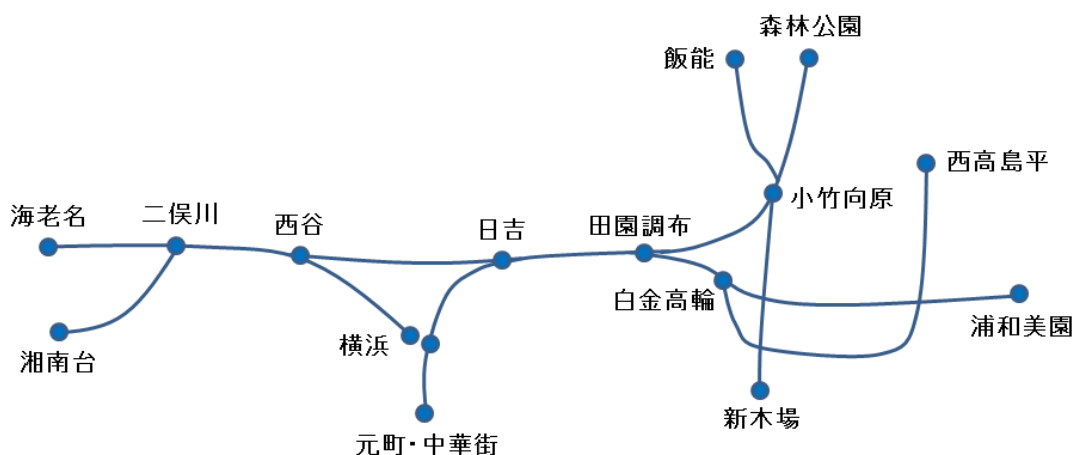 森林公園
飯能
西高島平
小竹向原
海老名
二俣川
西谷
日吉
田園調布
白金高輪
浦和美園
湘南台
横浜
新木場
元町・中華街